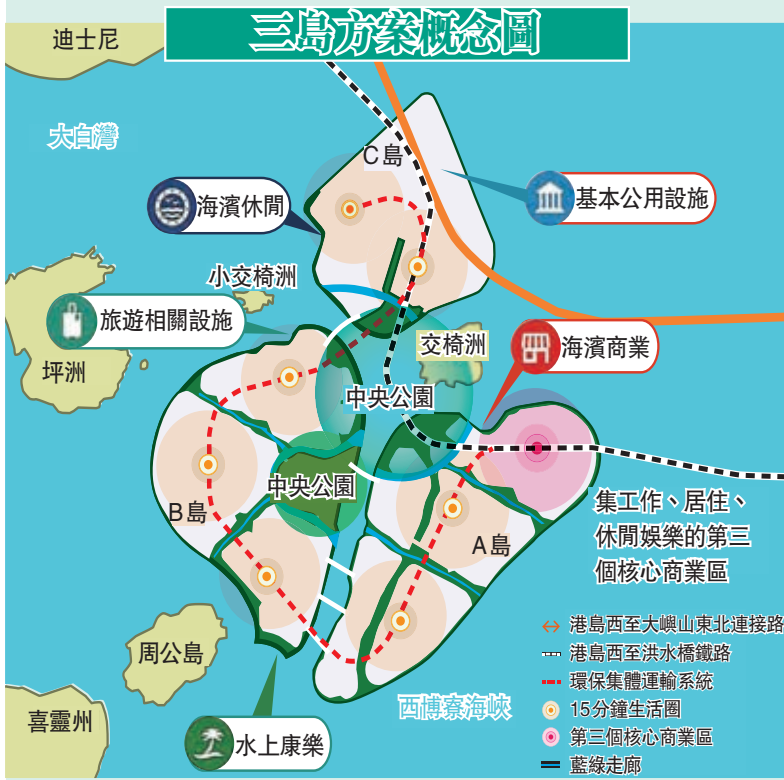 三島方案概念圖
迪士尼
大白灣
C島
海濱休閒
基本公用設施
小交椅洲
旅遊相關設施
坪洲
交椅洲
海濱商業
中央公園
中央公園
B島
A島
集工作、居住、
休閒娛樂的第三
個核心商業區
周公島
喜靈州
西博寮海峽
水上康樂
港島西至大嶼山東北連接路
港島西至洪水橋鐵路
環保集體運輸系統
15分鐘生活圈
第三個核心商業區
藍綠走廊